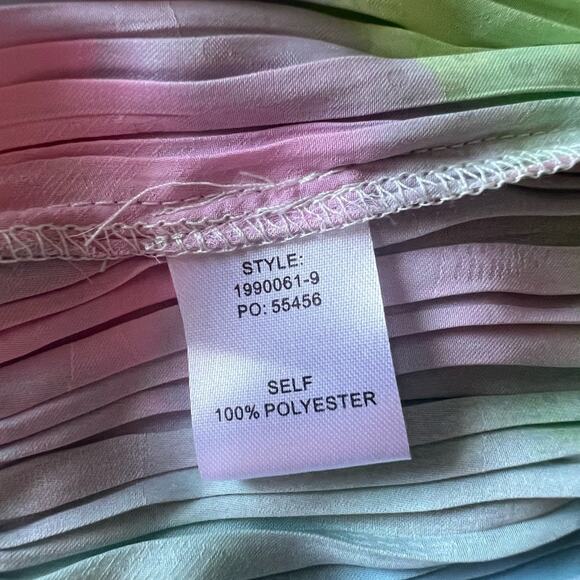 STYLE:
1990061-9
PO: 55456
SELF
100% POLYESTER